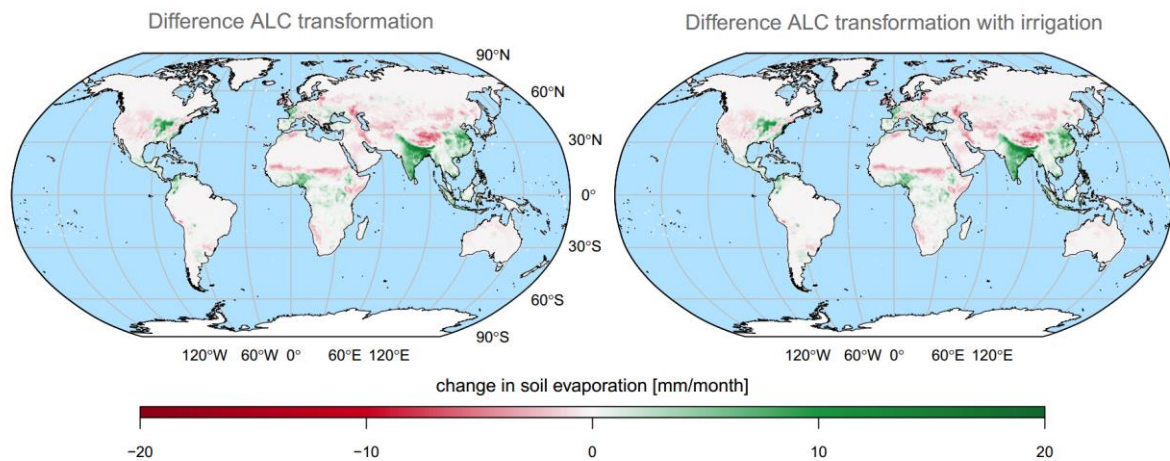 Difference ALC transformation
Difference ALC transformation with irrigation
90°N
60°N
30°N
0°
30°S
60°S
90°S
120°W 60°W 0° 60°E 120°E
120°W 60°W 0° 60°E 120°E
change in soil evaporation [mm/month]
−20 −10 0 10 20